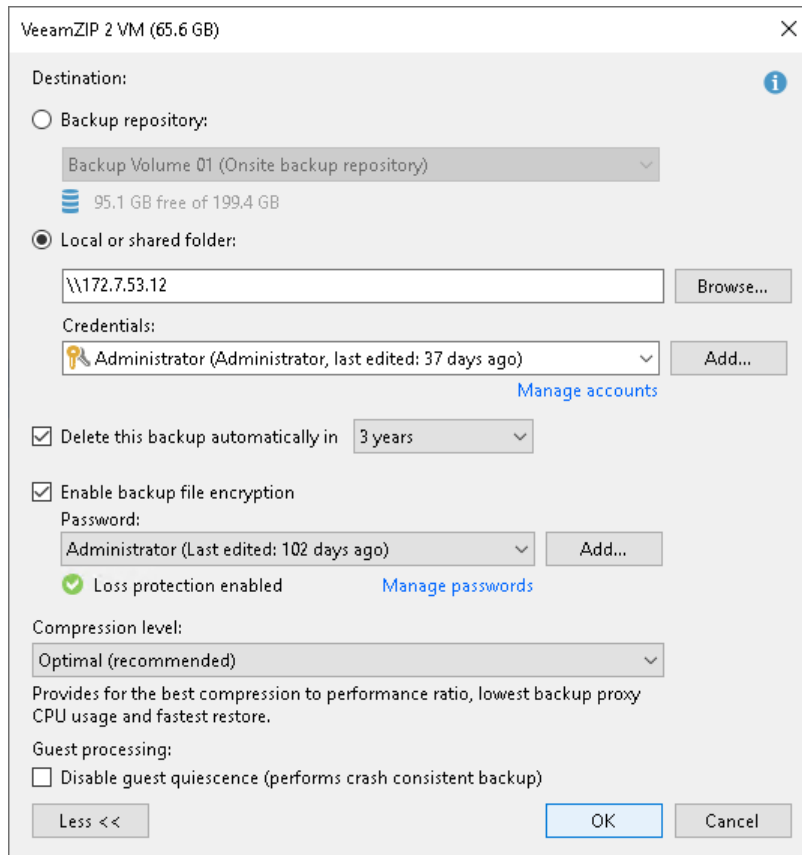 VeeamZIP 2 VM (65.6 GB)
Destination:
Backup repository:
Backup Volume 01 (Onsite backup repository)
95.1 GB free of 199.4 GB
Local or shared folder:
\\172.7.53.12
Browse...
Credentials:
Administrator (Administrator, last edited: 37 days ago)
Add...
Manage accounts
Delete this backup automatically in 3 years
Enable backup file encryption
Password:
Administrator (Last edited: 102 days ago)
Add...
Loss protection enabled
Manage passwords
Compression level:
Optimal (recommended)
Provides for the best compression to performance ratio, lowest backup proxy
CPU usage and fastest restore.
Guest processing:
Disable guest quiescence (performs crash consistent backup)
Less <<
OK
Cancel